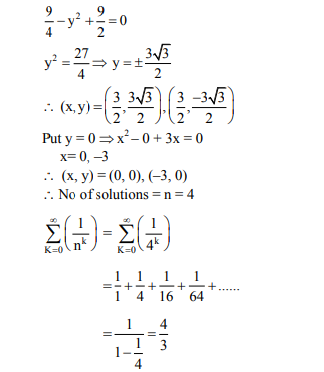 9/4 − y² + 9/2 = 0
y² = 27/4 ⇒ y = ± 3√3/2
∴ (x,y) = (3/2, 3√3/2), (3/2, −3√3/2)
Put y = 0 ⇒ x² − 0 + 3x = 0
x = 0, −3
∴ (x, y) = (0, 0), (−3, 0)
∴ No of solutions = n = 4
∑_{K=0}^{∞} (1/n^k) = ∑_{K=0}^{∞} (1/4^k)
= 1/1 + 1/4 + 1/16 + 1/64 + ......
= 1/(1 − 1/4) = 4/3